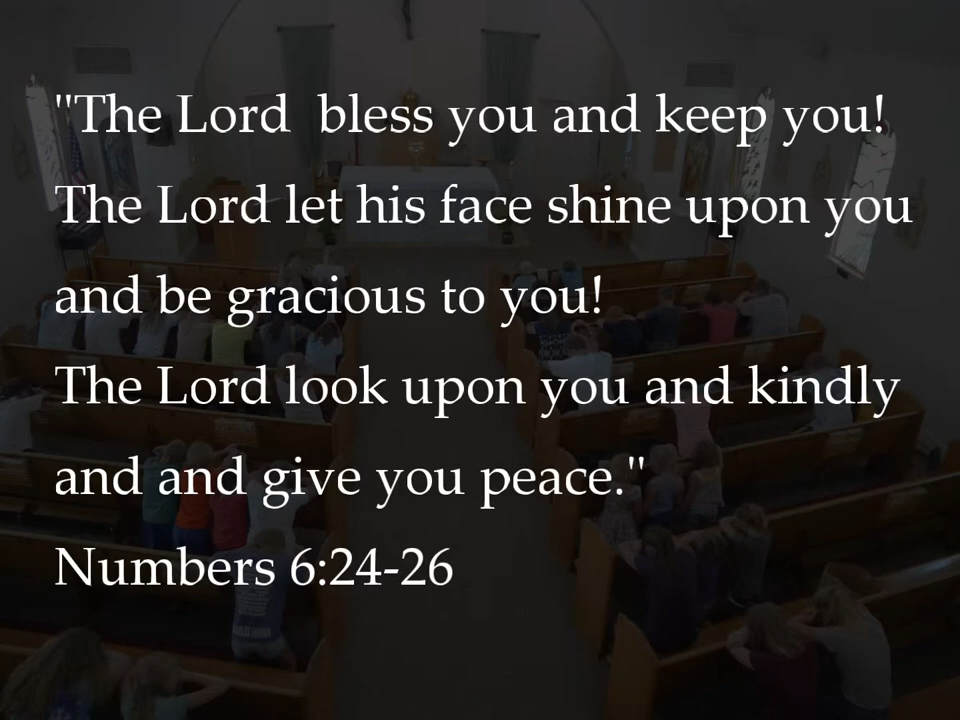 "The Lord  bless you and keep you!
The Lord let his face shine upon you
and be gracious to you!
The Lord look upon you and kindly
and and give you peace."
Numbers 6:24-26